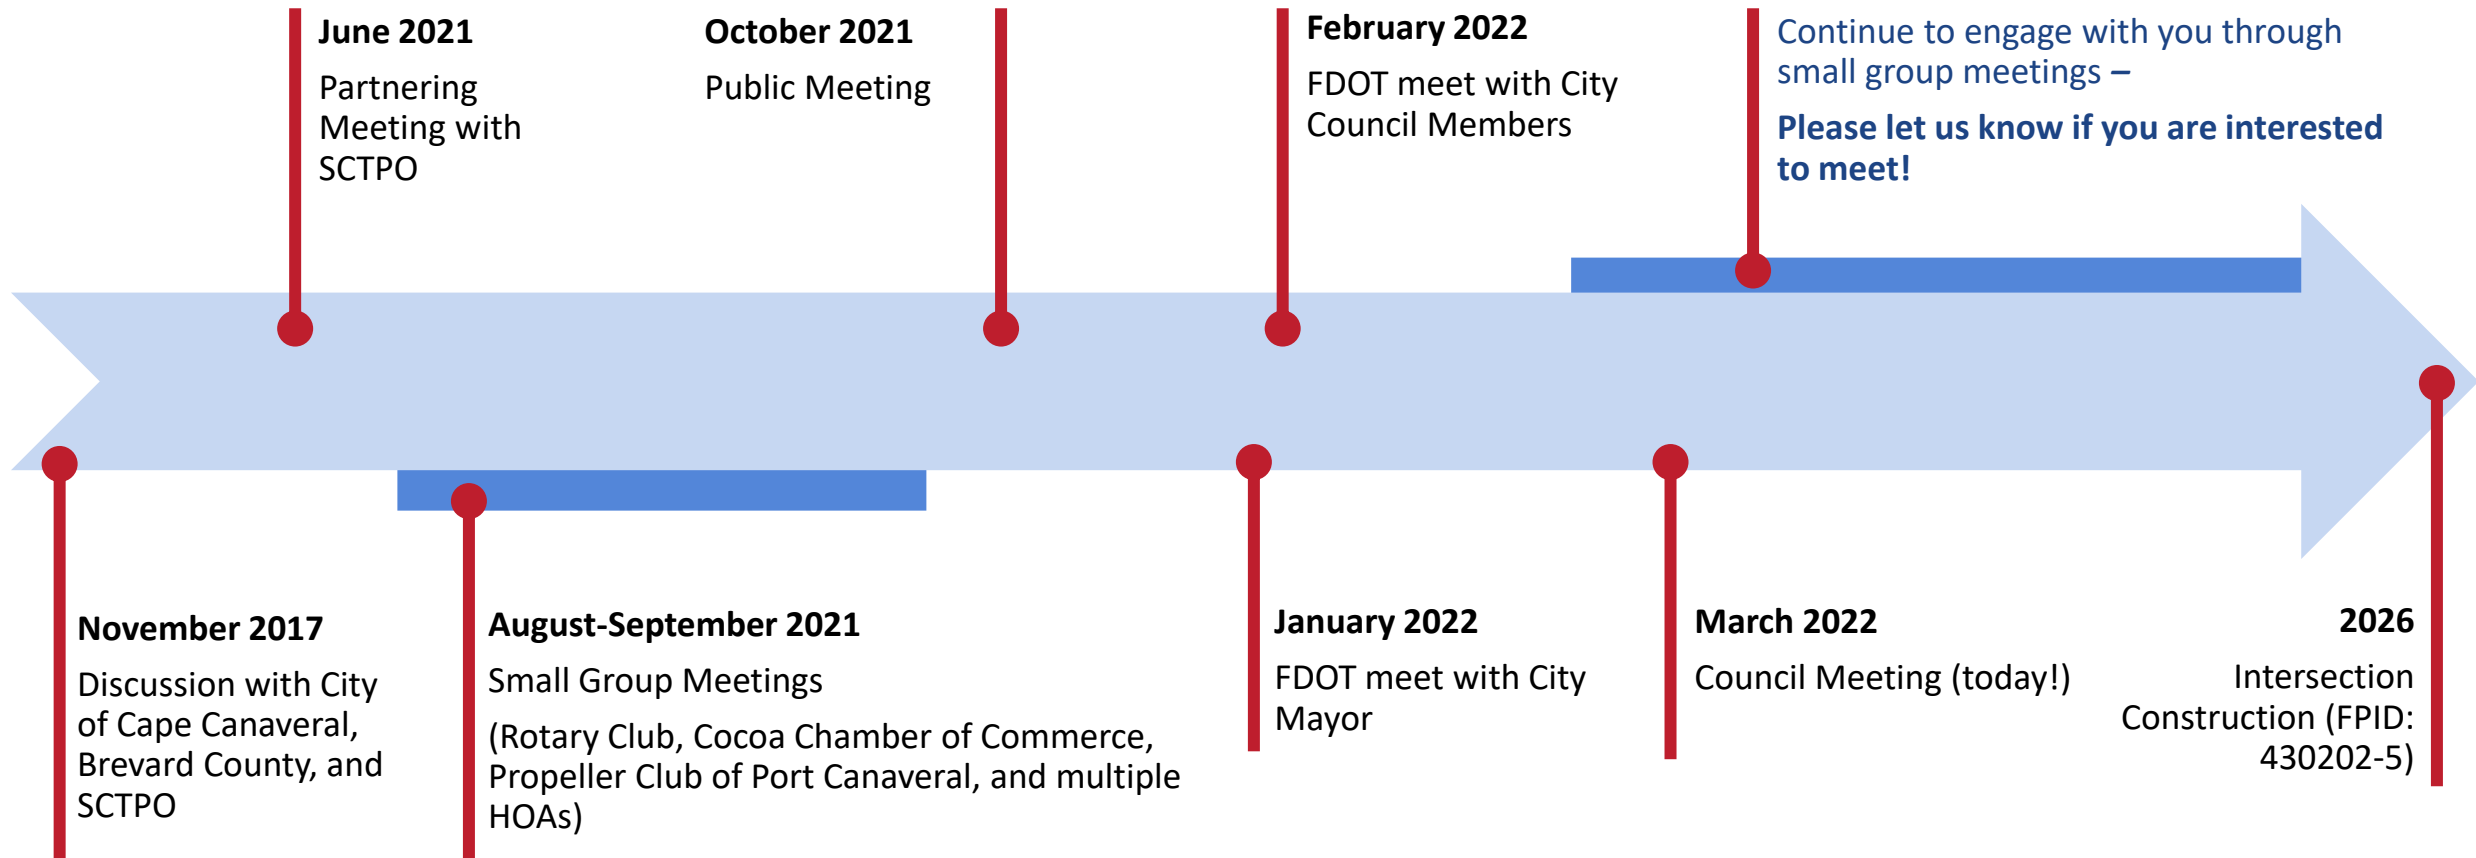 June 2021
Partnering
Meeting with
SCTPO
October 2021
Public Meeting
February 2022
FDOT meet with City
Council Members
Continue to engage with you through
small group meetings –
Please let us know if you are interested
to meet!
November 2017
Discussion with City
of Cape Canaveral,
Brevard County, and
SCTPO
August-September 2021
Small Group Meetings
(Rotary Club, Cocoa Chamber of Commerce,
Propeller Club of Port Canaveral, and multiple
HOAs)
January 2022
FDOT meet with City
Mayor
March 2022
Council Meeting (today!)
2026
Intersection
Construction (FPID:
430202-5)